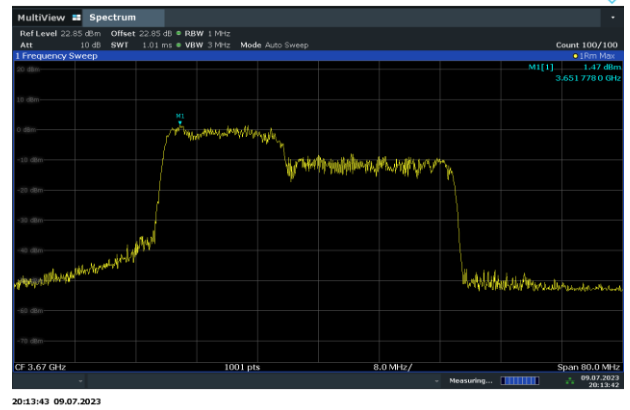 MultiView Spectrum
Ref Level 22.85 dBm Offset 22.85 dB RBW 1 MHz
Att 10 dB SWT 1.01 ms VBW 3 MHz Mode Auto Sweep Count 100/100
1 Frequency Sweep 1Rm Max
M1[1] 1.47 dBm
3.6517780 GHz
20 dBm
10 dBm
M1
0 dBm
-10 dBm
-20 dBm
-30 dBm
-40 dBm
-50 dBm
-60 dBm
-70 dBm
CF 3.67 GHz 1001 pts 8.0 MHz/ Span 80.0 MHz
Measuring... 09.07.2023
20:13:42
20:13:43 09.07.2023